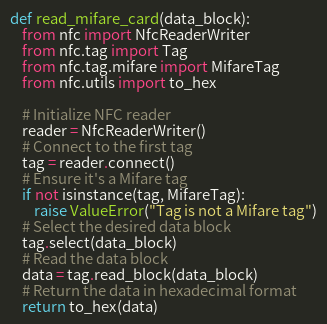 def read_mifare_card(data_block):
    from nfc import NfcReaderWriter
    from nfc.tag import Tag
    from nfc.tag.mifare import MifareTag
    from nfc.utils import to_hex

    # Initialize NFC reader
    reader = NfcReaderWriter()
    # Connect to the first tag
    tag = reader.connect()
    # Ensure it's a Mifare tag
    if not isinstance(tag, MifareTag):
        raise ValueError("Tag is not a Mifare tag")
    # Select the desired data block
    tag.select(data_block)
    # Read the data block
    data = tag.read_block(data_block)
    # Return the data in hexadecimal format
    return to_hex(data)